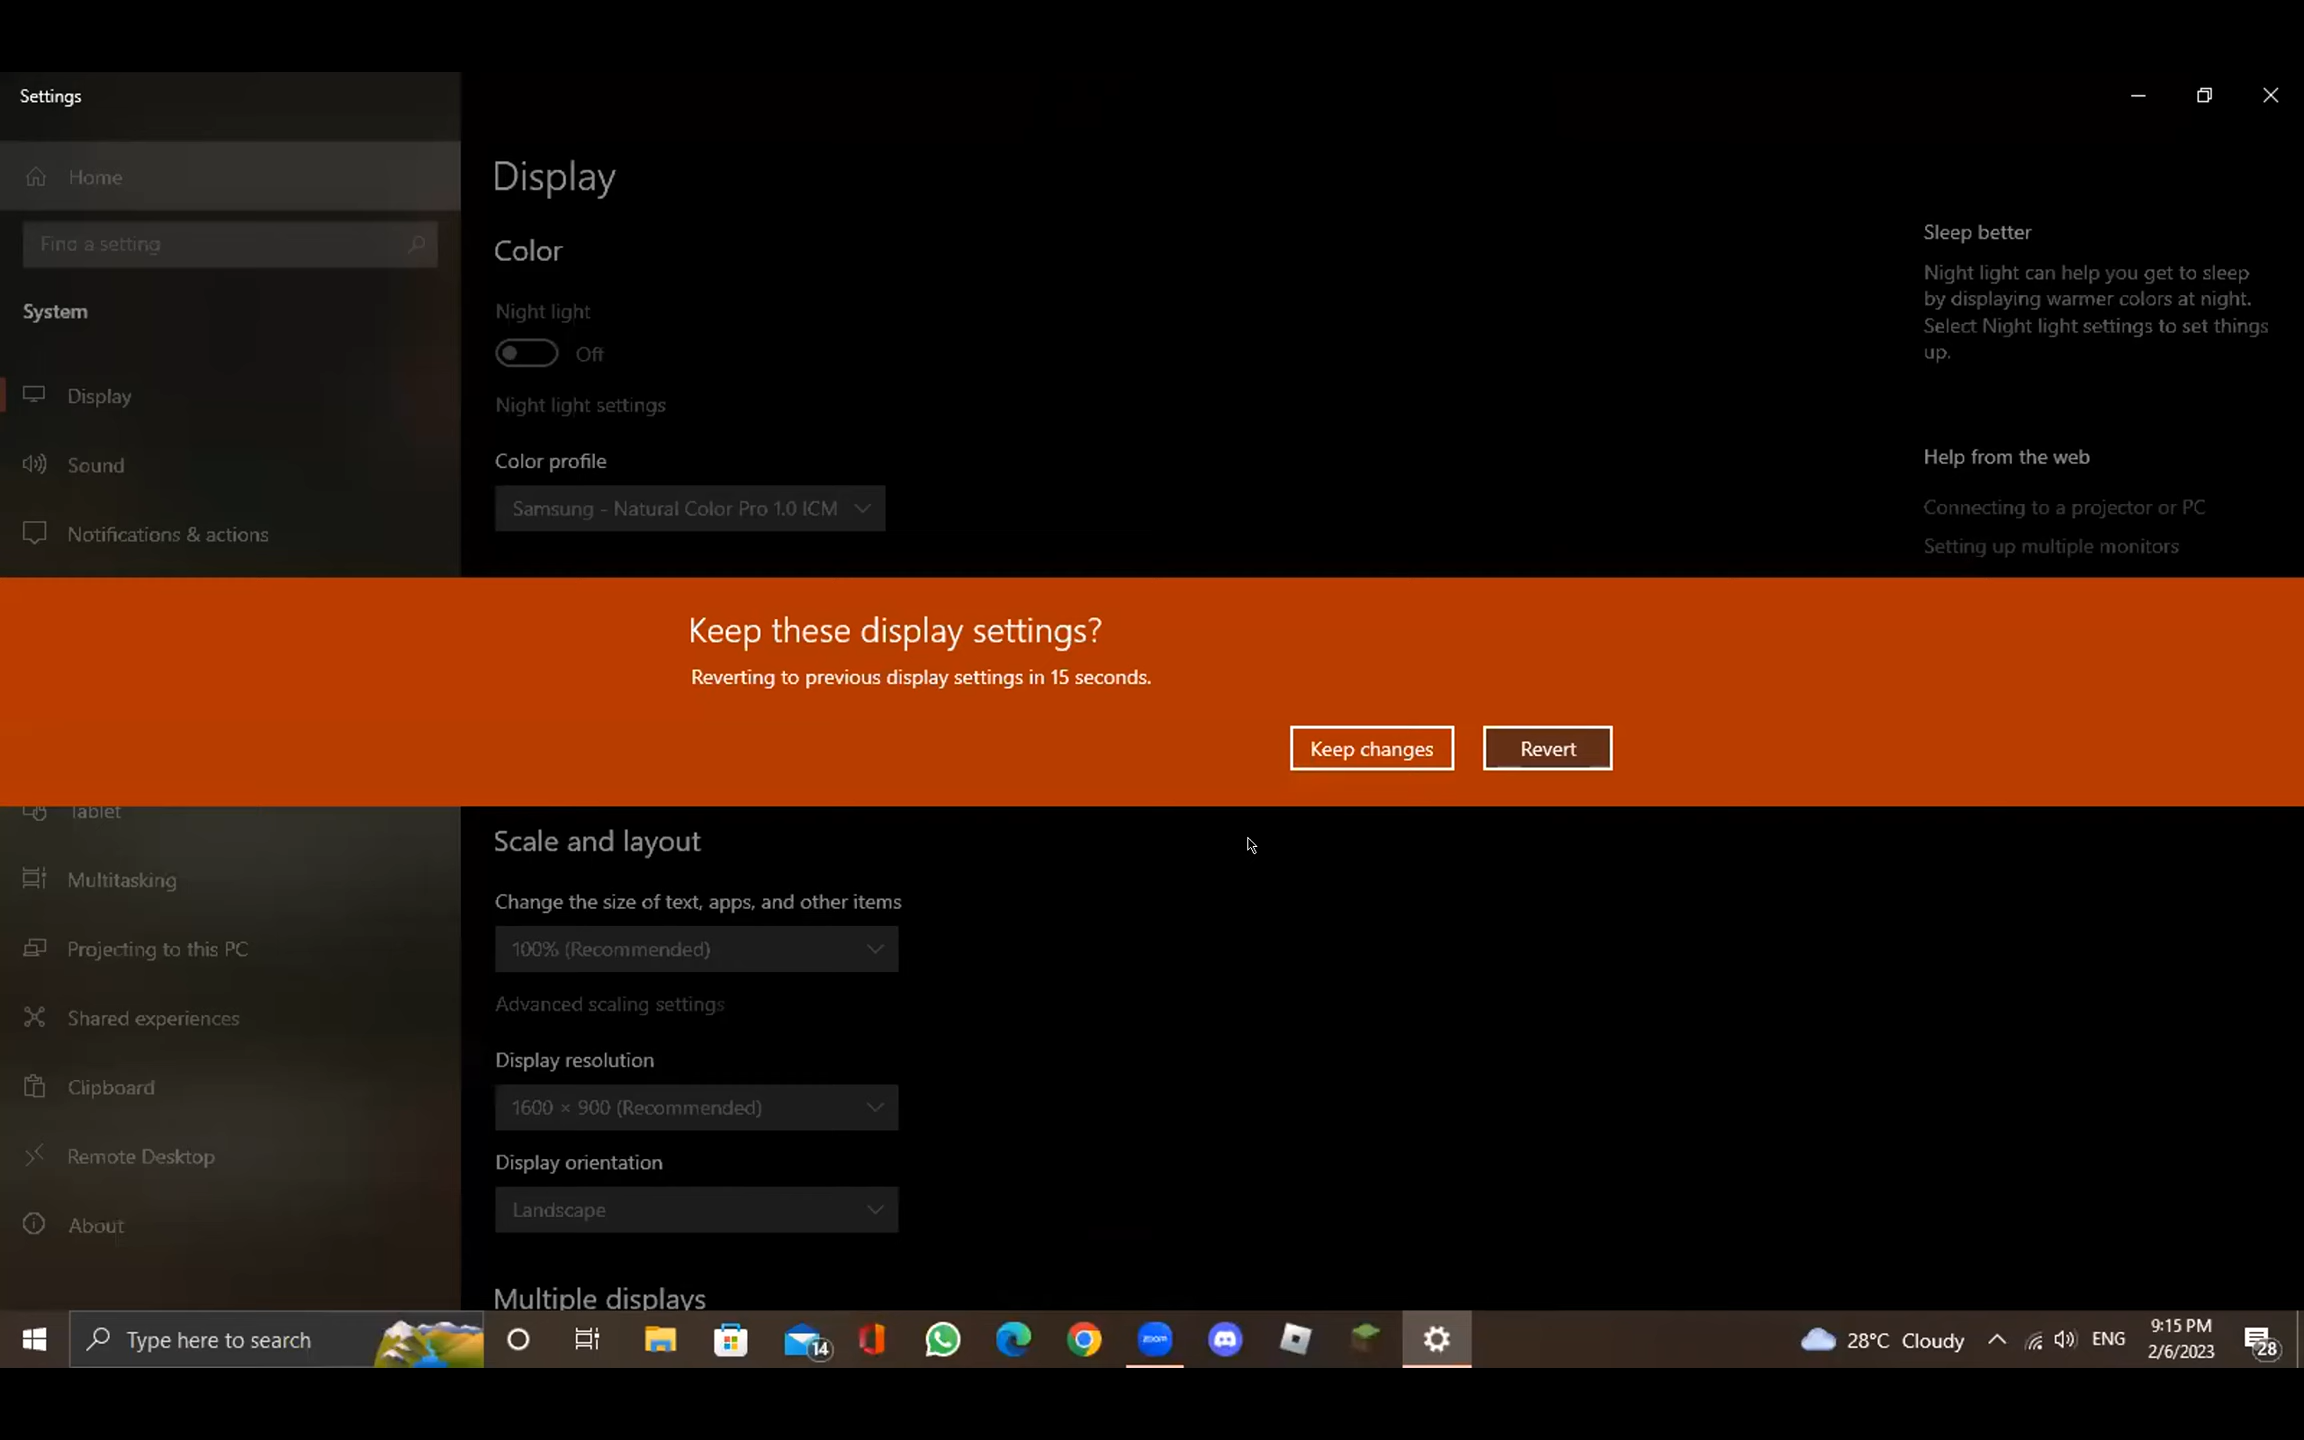 Settings
Home
Find a setting
System
Display
Sound
Notifications & actions
Tablet
Multitasking
Projecting to this PC
Shared experiences
Clipboard
Remote Desktop
About
Display
Color
Night light
Off
Night light settings
Color profile
Samsung - Natural Color Pro 1.0 ICM
Sleep better
Night light can help you get to sleep
by displaying warmer colors at night.
Select Night light settings to set things
up.
Help from the web
Connecting to a projector or PC
Setting up multiple monitors
Keep these display settings?
Reverting to previous display settings in 15 seconds.
Keep changes
Revert
Scale and layout
Change the size of text, apps, and other items
100% (Recommended)
Advanced scaling settings
Display resolution
1600 × 900 (Recommended)
Display orientation
Landscape
Multiple displays
Type here to search
14
zoom
28°C Cloudy
ENG
9:15 PM
2/6/2023
28